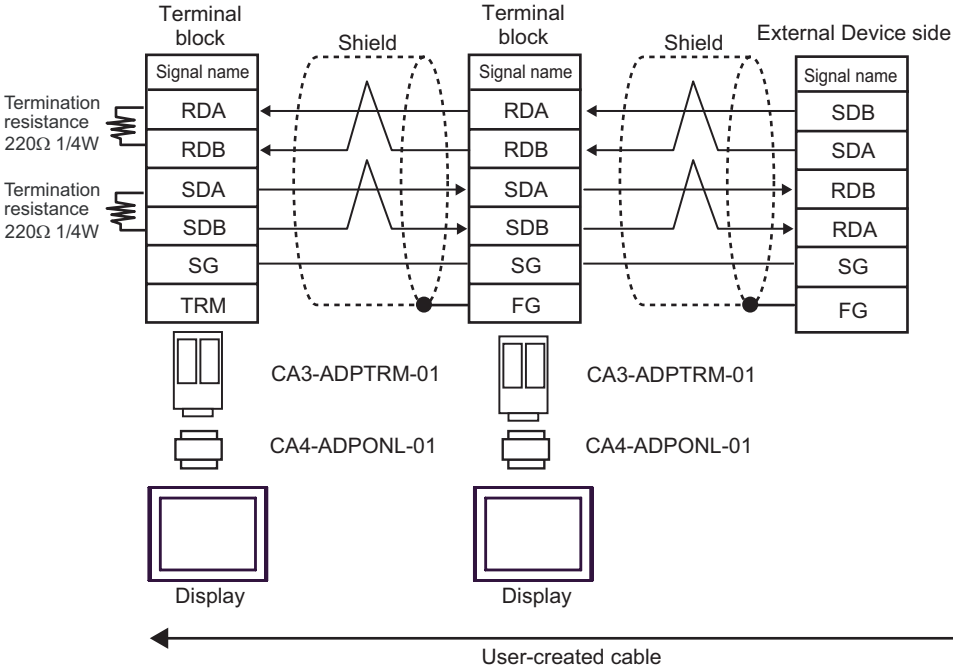 Terminal
block
Terminal
block
External Device side
Shield
Shield
Signal name
Signal name
Signal name
Termination
resistance
220Ω 1/4W
RDA
RDA
SDB
RDB
RDB
SDA
Termination
resistance
220Ω 1/4W
SDA
SDA
RDB
SDB
SDB
RDA
SG
SG
SG
TRM
FG
FG
CA3-ADPTRM-01
CA3-ADPTRM-01
CA4-ADPONL-01
CA4-ADPONL-01
Display
Display
User-created cable